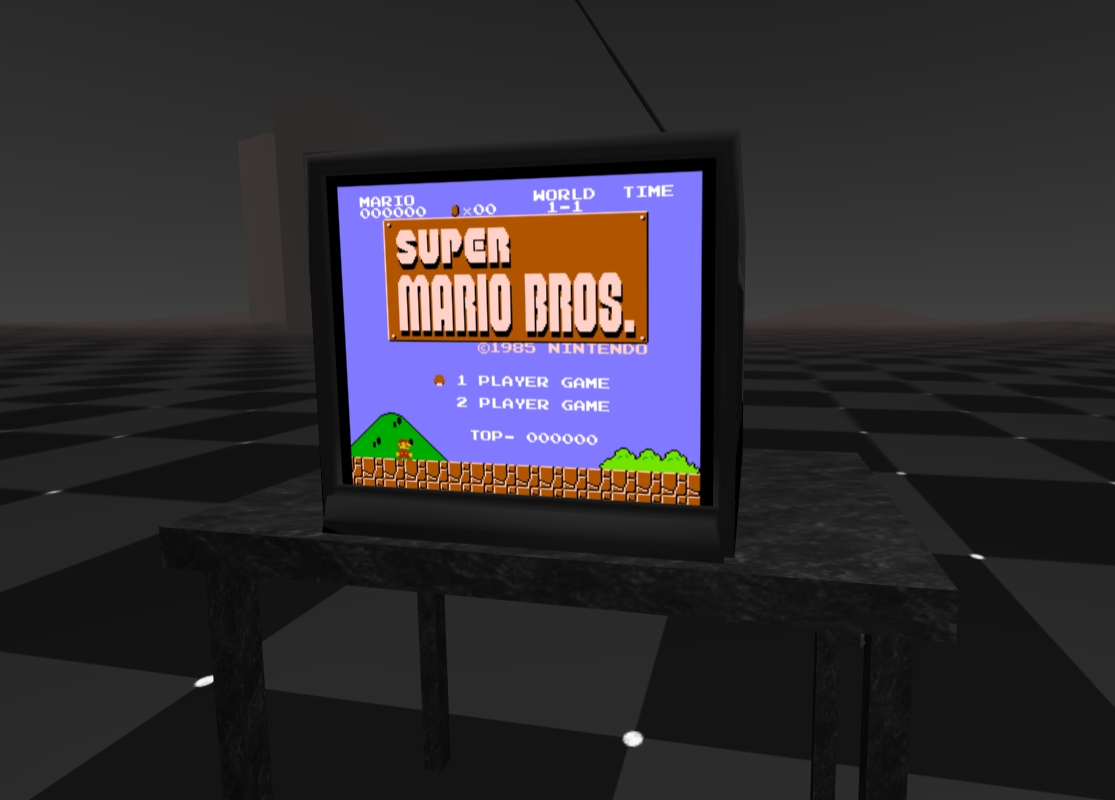 MARIO WORLD TIME
000000 ×00 1-1
SUPER
MARIO BROS.
©1985 NINTENDO
1 PLAYER GAME
2 PLAYER GAME
TOP- 000000